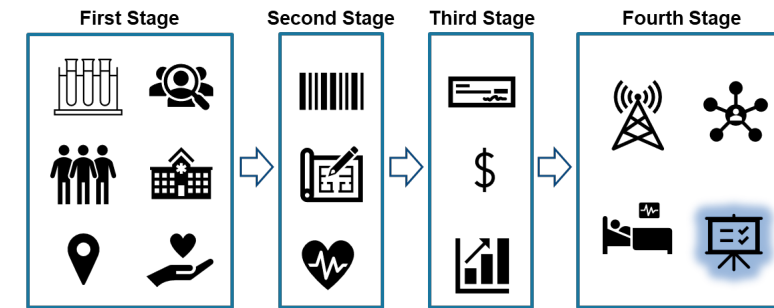 First Stage
Second Stage
Third Stage
Fourth Stage
$